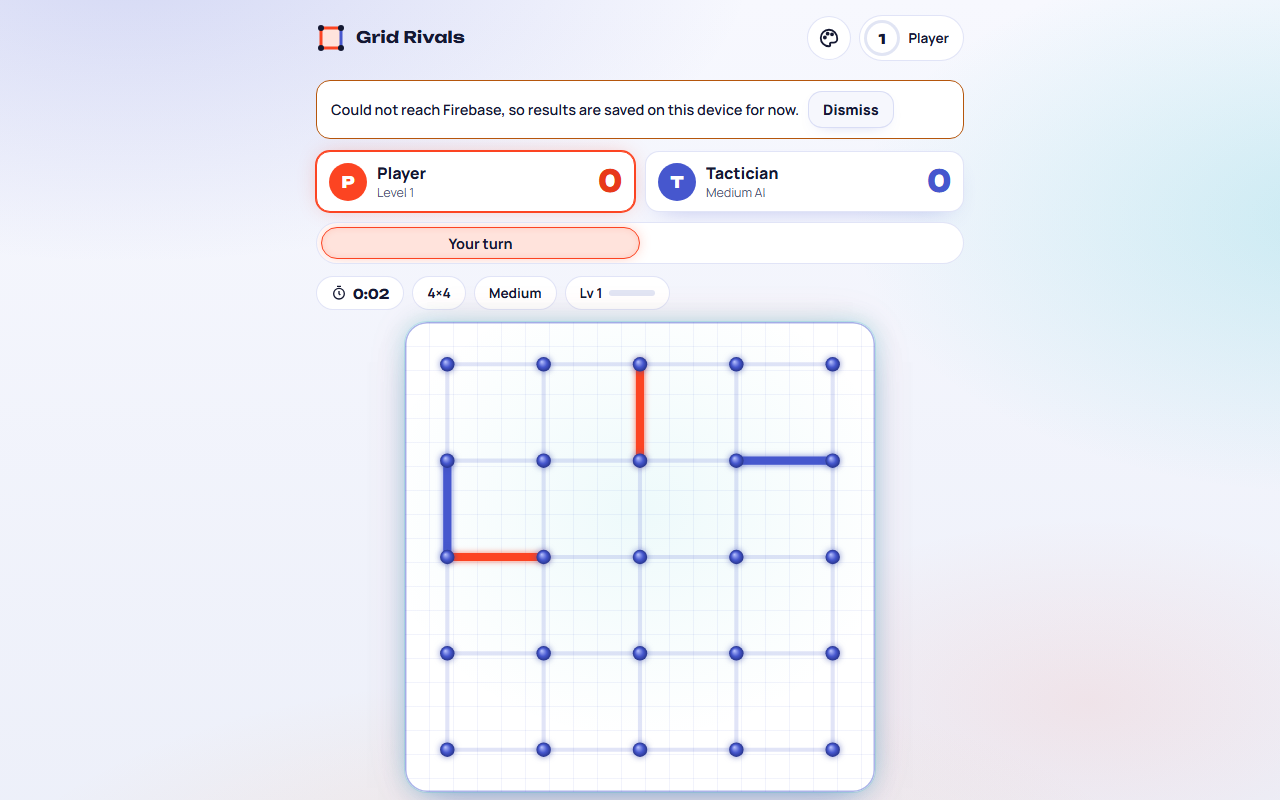 Grid Rivals
1 Player
Could not reach Firebase, so results are saved on this device for now. Dismiss
P Player 0
Level 1
T Tactician 0
Medium AI
Your turn
0:02 4×4 Medium Lv 1